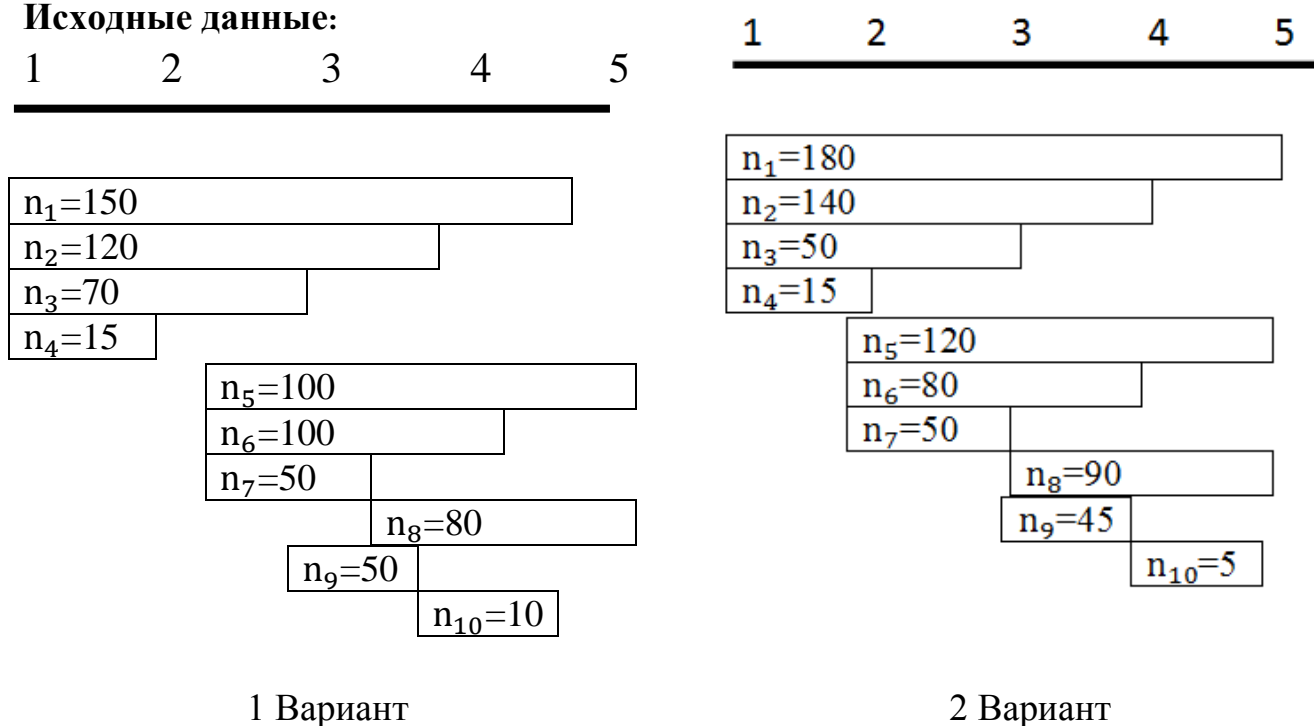 Исходные данные:
1 2 3 4 5
n₁=150
n₂=120
n₃=70
n₄=15
n₅=100
n₆=100
n₇=50
n₈=80
n₉=50
n₁₀=10
1 Вариант
1 2 3 4 5
n₁=180
n₂=140
n₃=50
n₄=15
n₅=120
n₆=80
n₇=50
n₈=90
n₉=45
n₁₀=5
2 Вариант